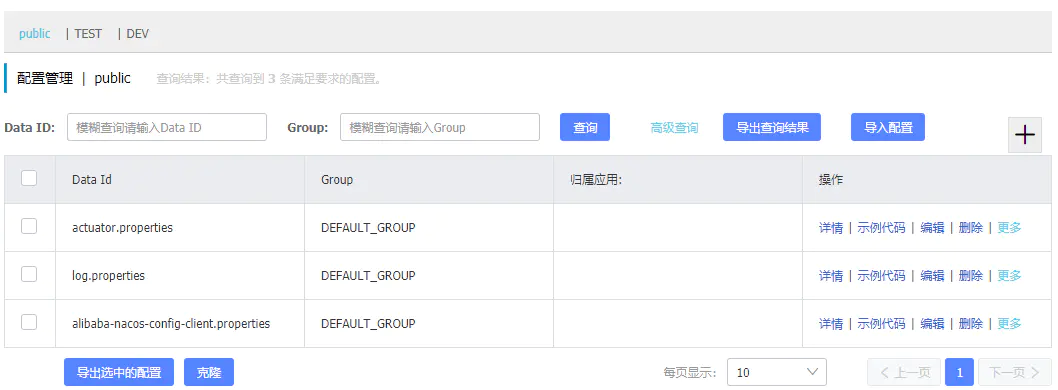 public | TEST | DEV
配置管理 | public 查询结果：共查询到 3 条满足要求的配置。
Data ID: 模糊查询请输入Data ID Group: 模糊查询请输入Group 查询 高级查询 导出查询结果 导入配置 +
Data Id Group 归属应用: 操作
actuator.properties DEFAULT_GROUP 详情 | 示例代码 | 编辑 | 删除 | 更多
log.properties DEFAULT_GROUP 详情 | 示例代码 | 编辑 | 删除 | 更多
alibaba-nacos-config-client.properties DEFAULT_GROUP 详情 | 示例代码 | 编辑 | 删除 | 更多
导出选中的配置 克隆 每页显示: 10 < 上一页 1 下一页 >